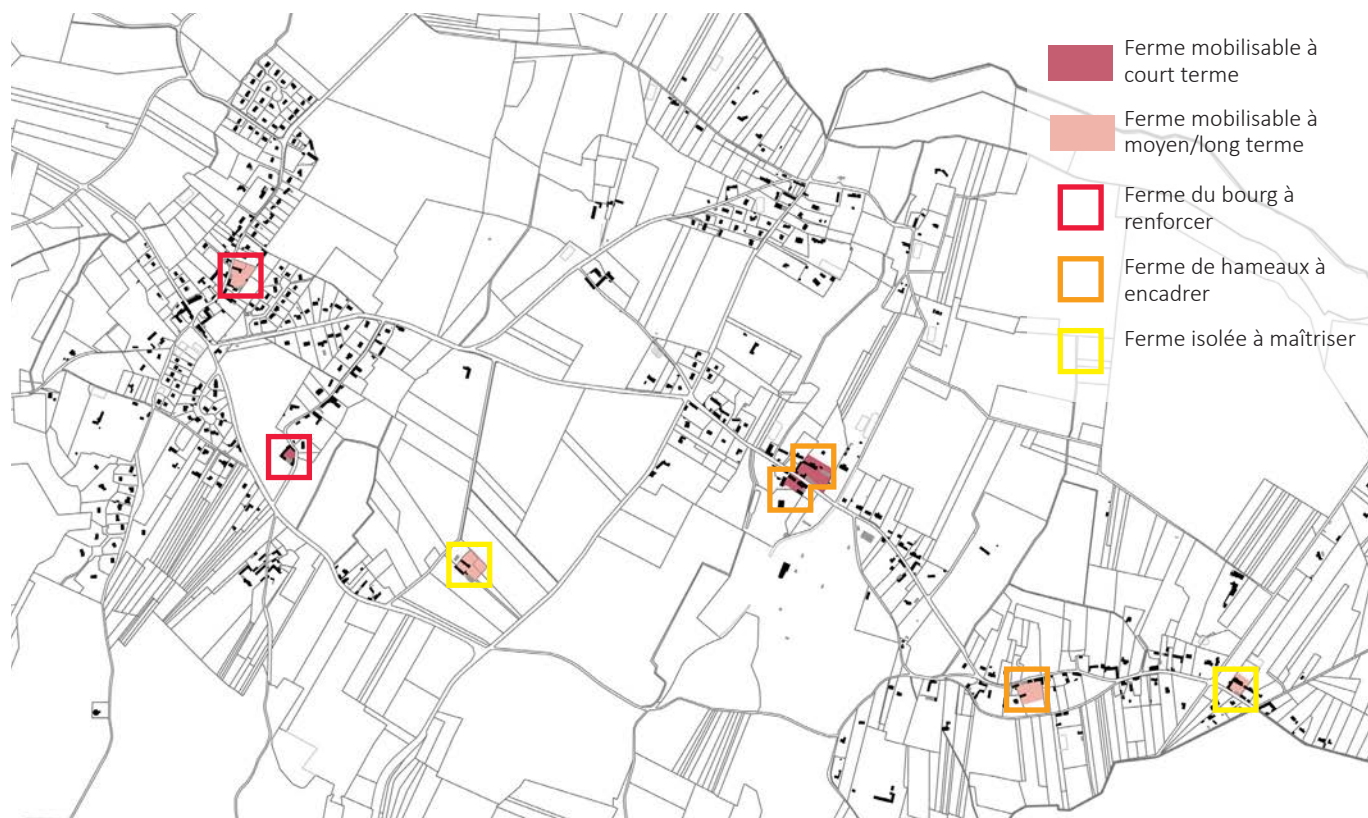 Ferme mobilisable à
court terme
Ferme mobilisable à
moyen/long terme
Ferme du bourg à
renforcer
Ferme de hameaux à
encadrer
Ferme isolée à maîtriser